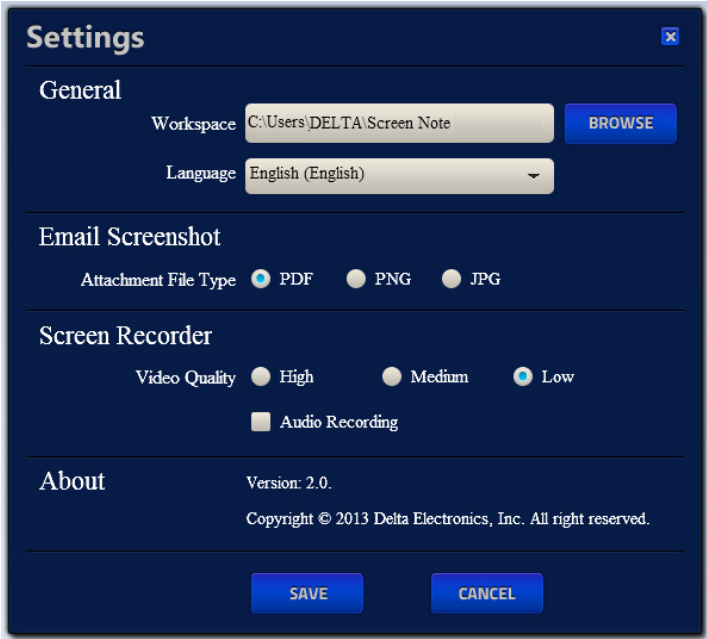 Settings
General
Workspace C:\Users\DELTA\Screen Note BROWSE
Language English (English)
Email Screenshot
Attachment File Type PDF PNG JPG
Screen Recorder
Video Quality High Medium Low
Audio Recording
About Version: 2.0.
Copyright © 2013 Delta Electronics, Inc. All right reserved.
SAVE CANCEL